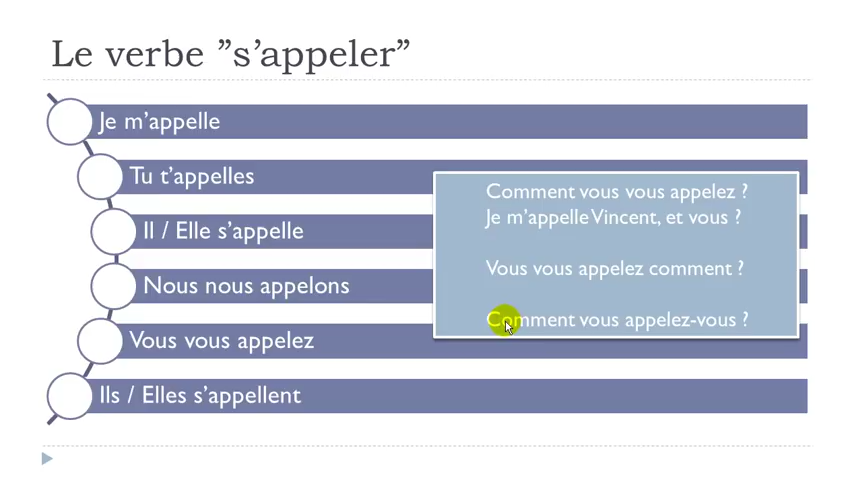 Le verbe ”s’appeler”
Je m’appelle
Tu t’appelles
Il / Elle s’appelle
Nous nous appelons
Vous vous appelez
Ils / Elles s’appellent
Comment vous vous appelez ?
Je m’appelle Vincent, et vous ?
Vous vous appelez comment ?
Comment vous appelez-vous ?